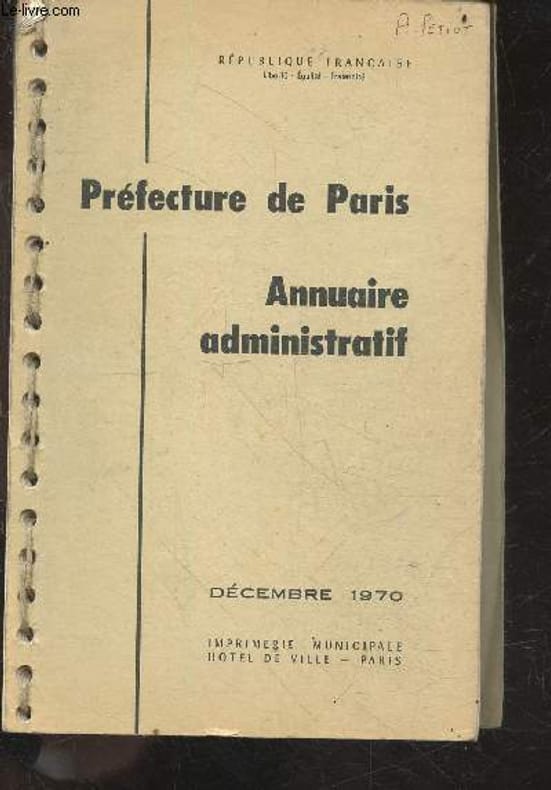 Le-livre.com
P. Petiot
RÉPUBLIQUE FRANÇAISE
Liberté - Égalité - Fraternité
Préfecture de Paris
Annuaire
administratif
DÉCEMBRE 1970
IMPRIMERIE MUNICIPALE
HOTEL DE VILLE — PARIS